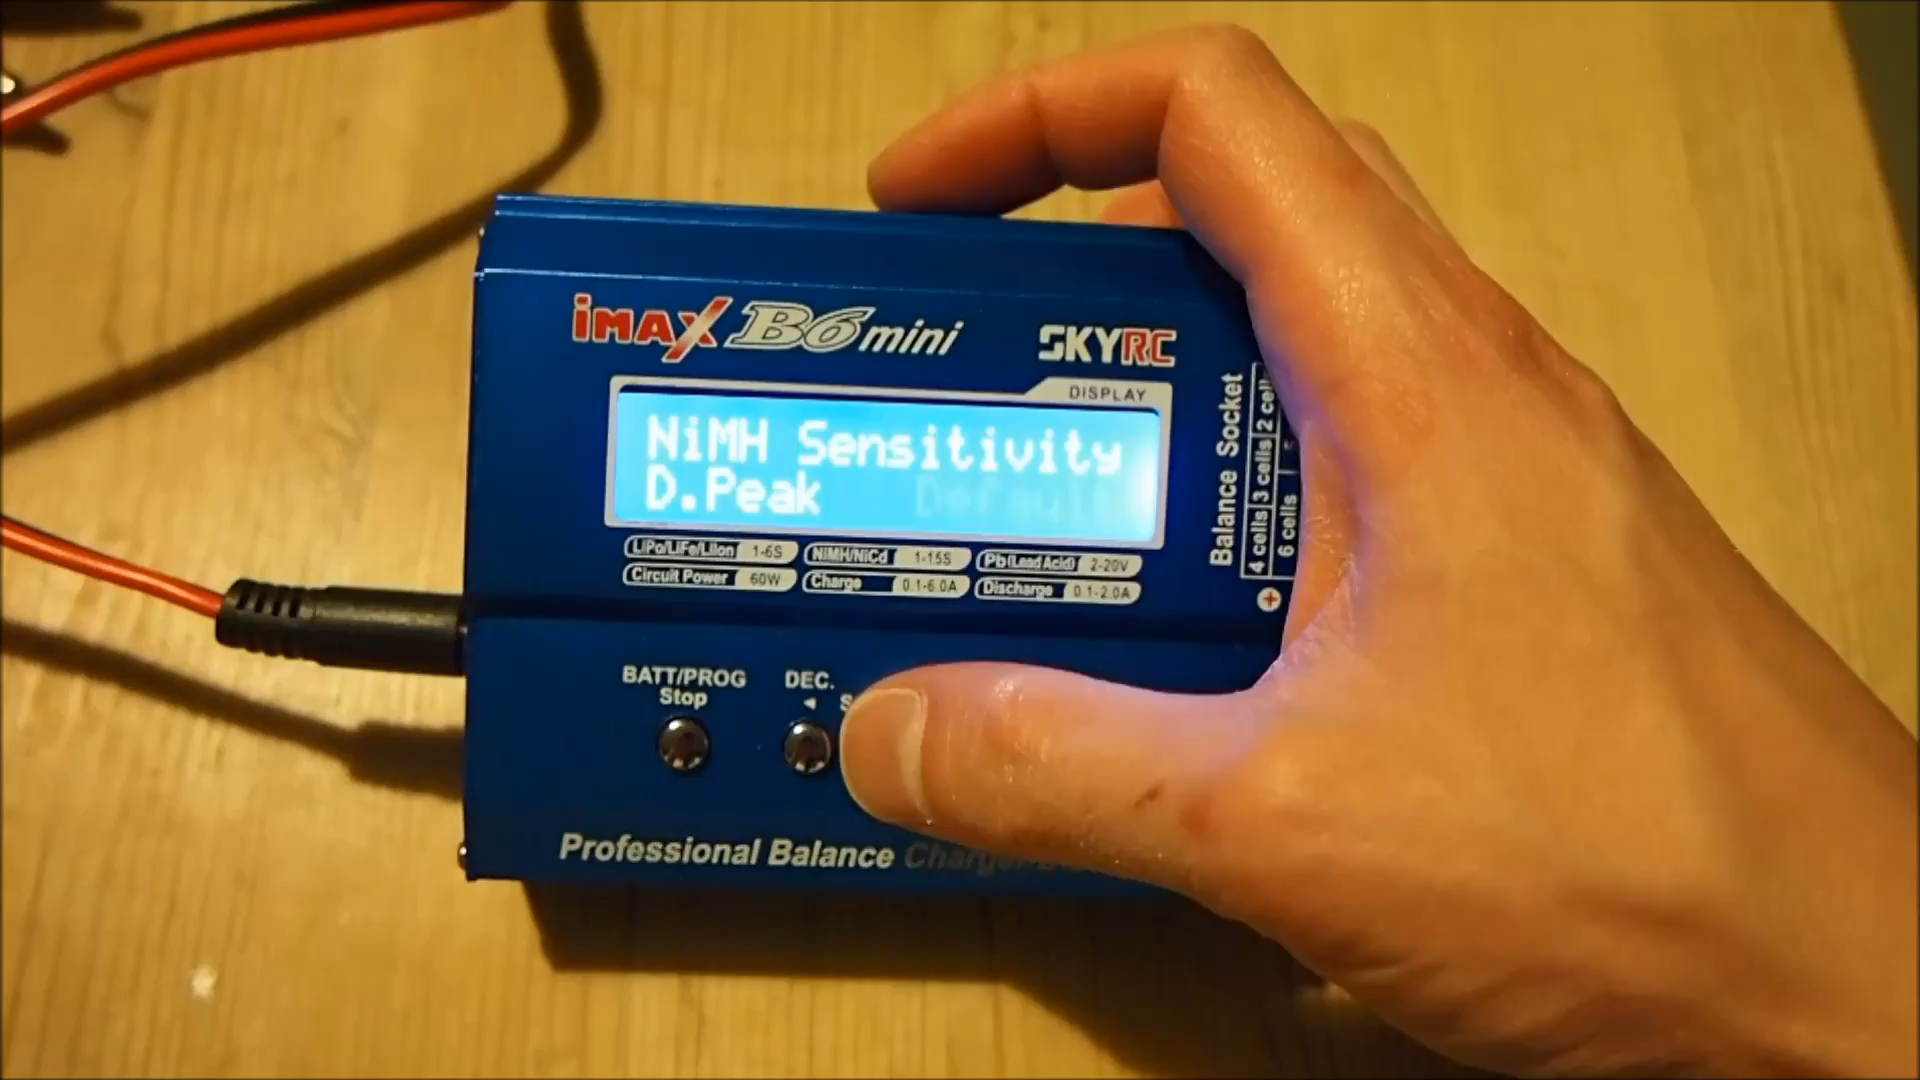 iMAX B6 mini
SKYRC
DISPLAY
NiMH Sensitivity
D.Peak Default
LiPo/LiFe/LiIon 1-6S
NiMH/NiCd 1-15S
Pb(Lead Acid) 2-20V
Circuit Power 60W
Charge 0.1-6.0A
Discharge 0.1-2.0A
Balance Socket
4 cells 3 cells 2 cells
6 cells
BATT/PROG
Stop
DEC.
Professional Balance